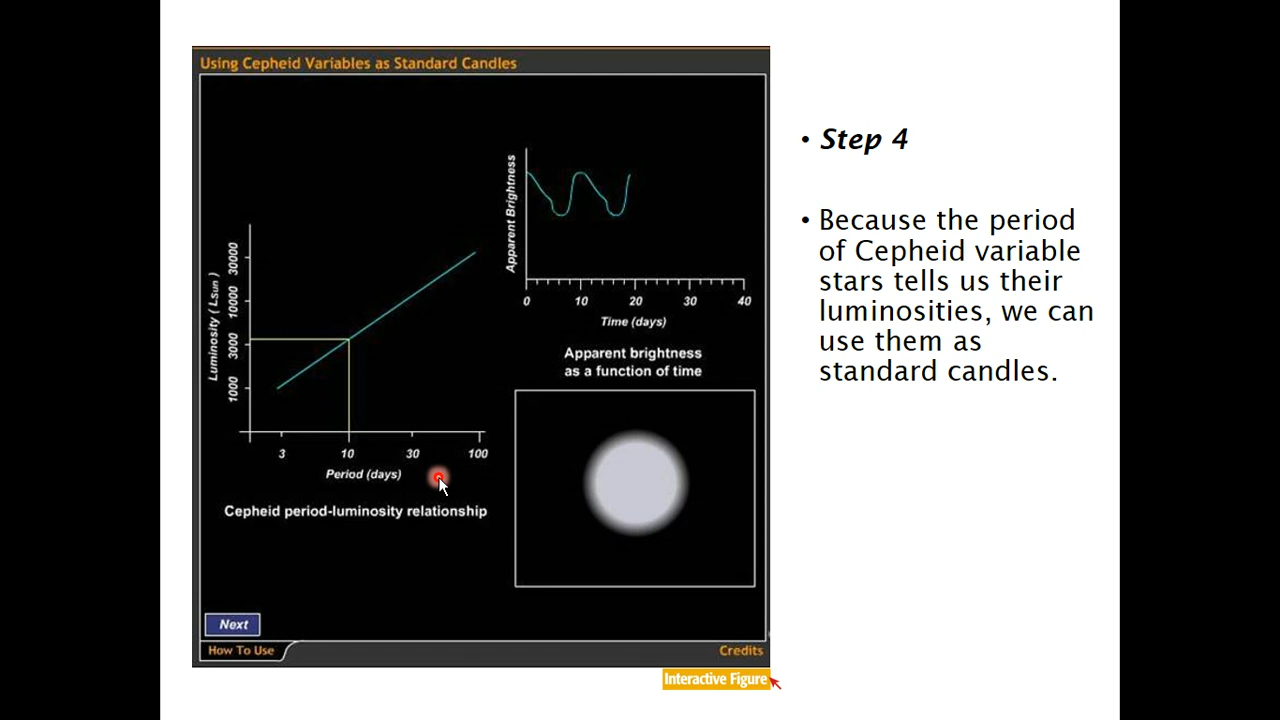 Using Cepheid Variables as Standard Candles
Luminosity ( LSun )
30000
10000
3000
1000
3 10 30 100
Period (days)
Cepheid period-luminosity relationship
Apparent Brightness
0 10 20 30 40
Time (days)
Apparent brightness
as a function of time
Next
How To Use
Credits
Interactive Figure
• Step 4
• Because the period
of Cepheid variable
stars tells us their
luminosities, we can
use them as
standard candles.